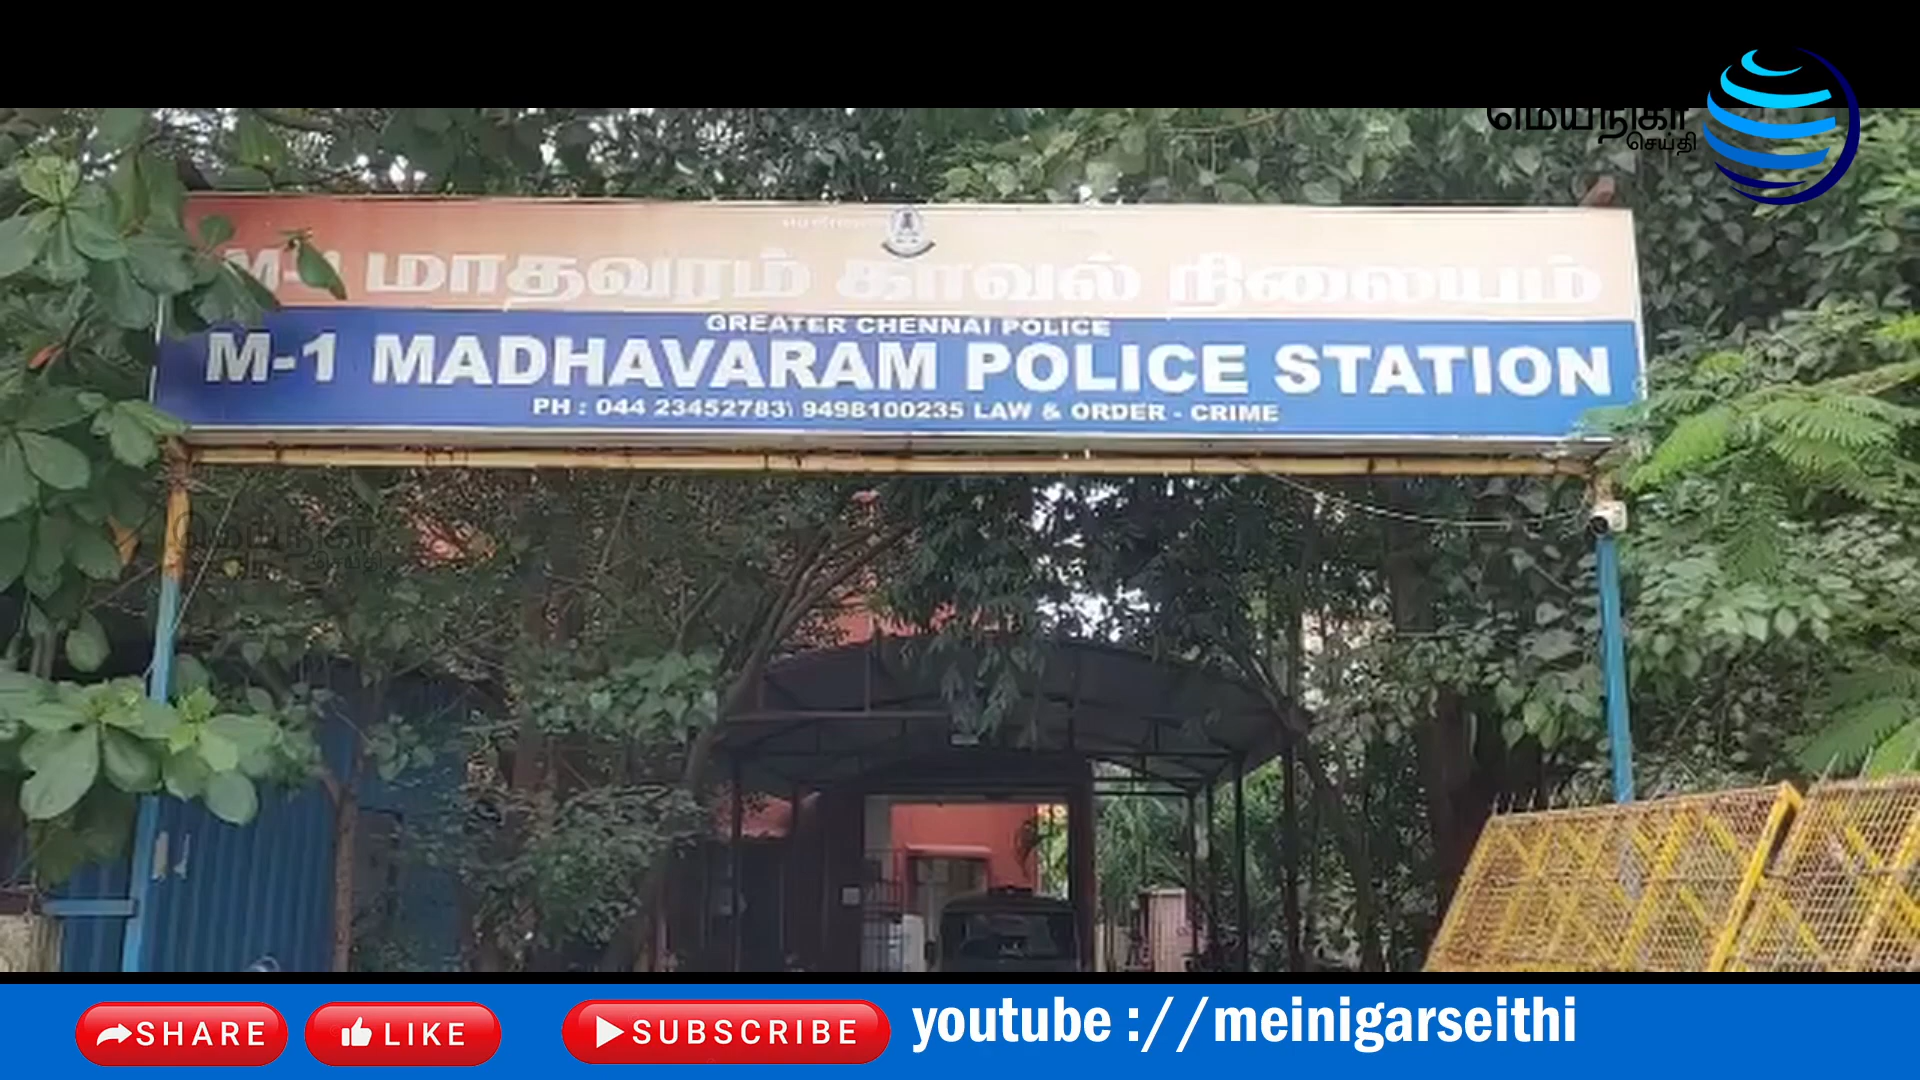 மெய்நிகர்
செய்தி
M-1 மாதவரம் காவல் நிலையம்
GREATER CHENNAI POLICE
M-1 MADHAVARAM POLICE STATION
PH : 044 23452783\ 9498100235 LAW & ORDER - CRIME
மெய்நிகர்
செய்தி
SHARE
LIKE
SUBSCRIBE
youtube ://meinigarseithi